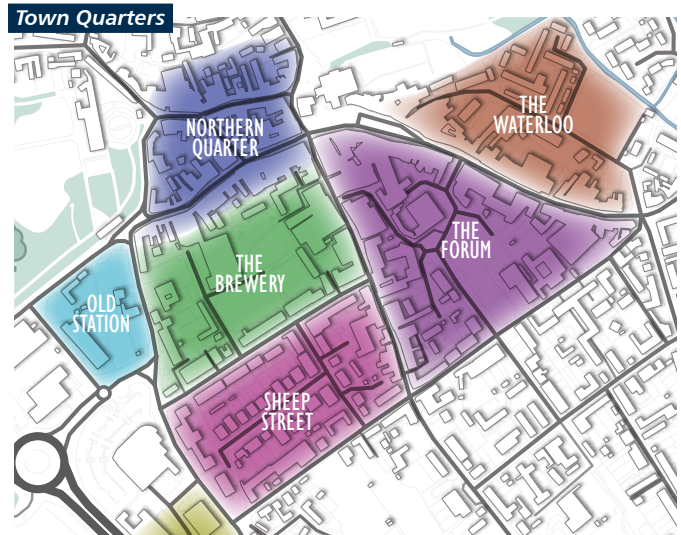 Town Quarters
NORTHERN
QUARTER
THE
WATERLOO
THE
FORUM
THE
BREWERY
OLD
STATION
SHEEP
STREET